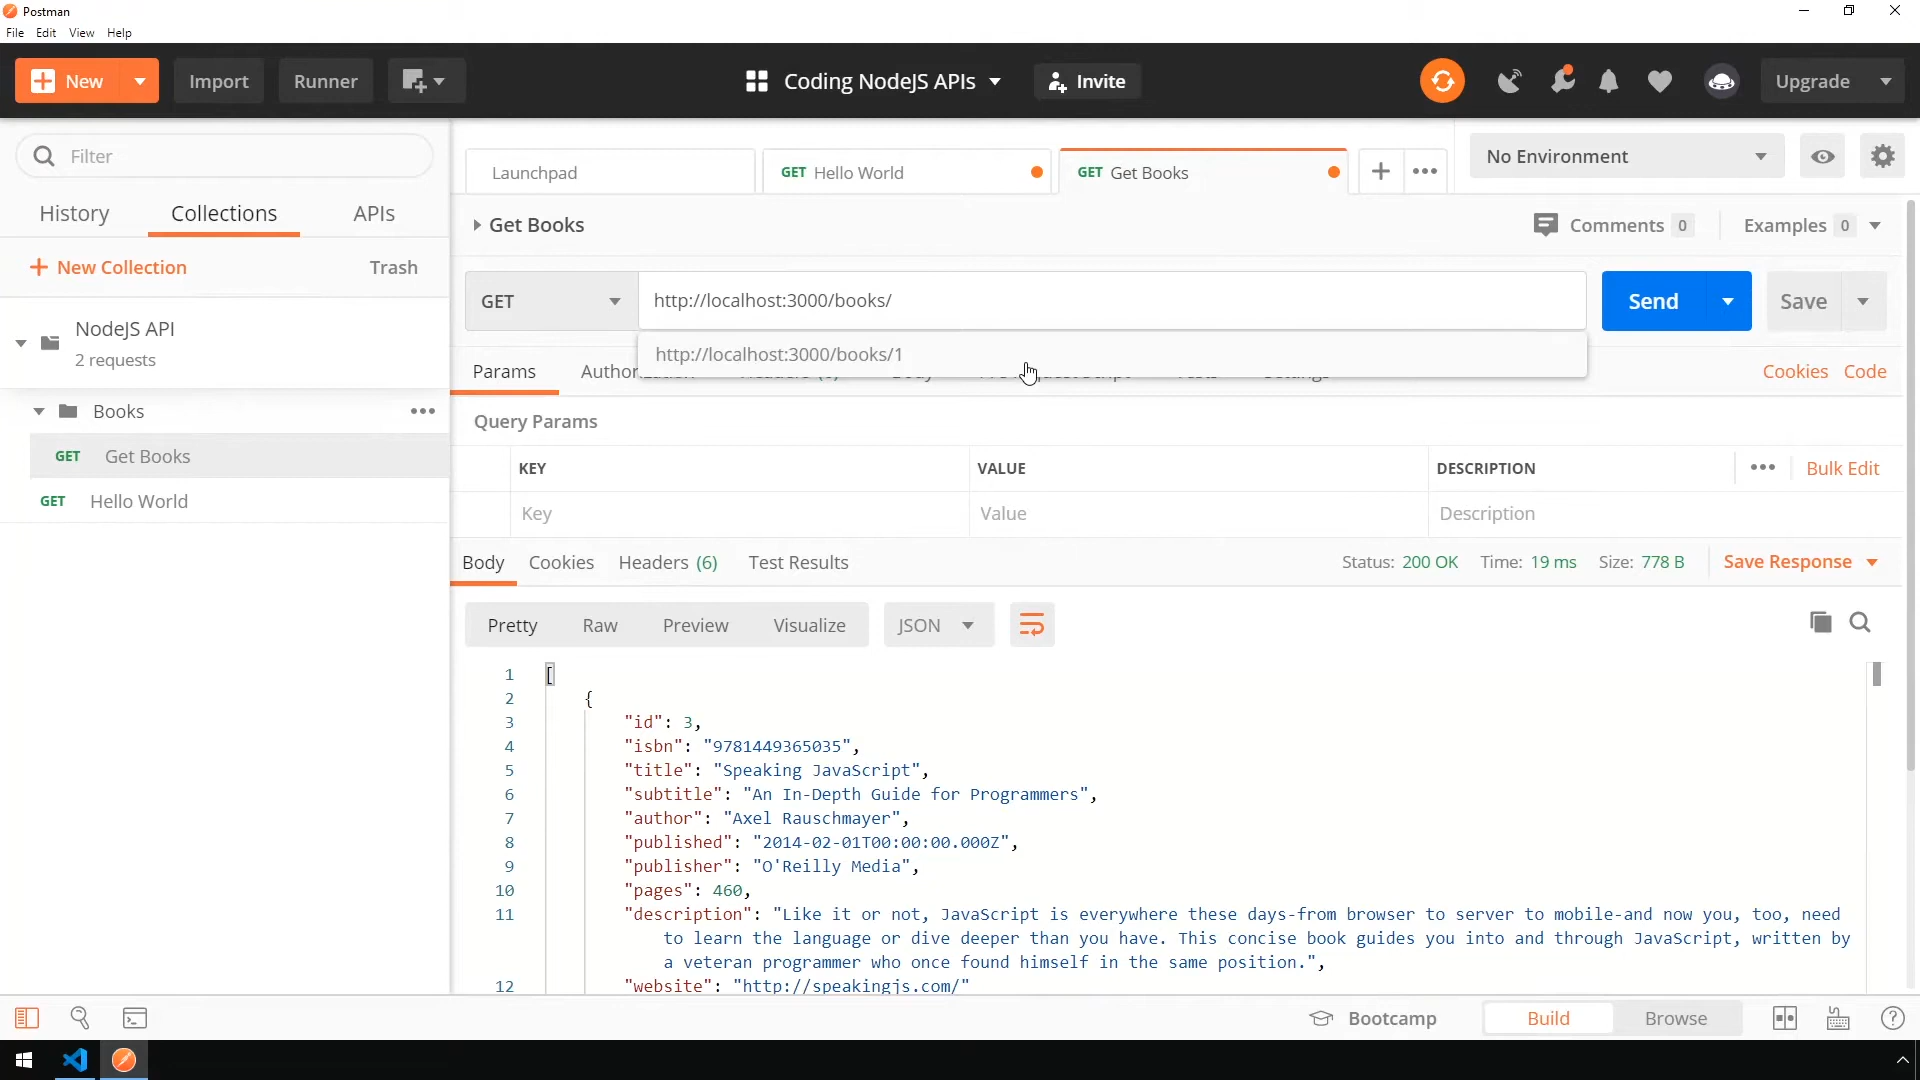 Postman
File Edit View Help
New Import Runner Coding NodeJS APIs Invite Upgrade
Filter
History Collections APIs
New Collection Trash
NodeJS API
2 requests
Books
GET Get Books
GET Hello World
Launchpad GET Hello World GET Get Books
No Environment
Get Books Comments 0 Examples 0
GET http://localhost:3000/books/ Send Save
http://localhost:3000/books/1
Params Cookies Code
Query Params
KEY VALUE DESCRIPTION Bulk Edit
Key Value Description
Body Cookies Headers (6) Test Results Status: 200 OK Time: 19 ms Size: 778 B Save Response
Pretty Raw Preview Visualize JSON
1 [
2 {
3 "id": 3,
4 "isbn": "9781449365035",
5 "title": "Speaking JavaScript",
6 "subtitle": "An In-Depth Guide for Programmers",
7 "author": "Axel Rauschmayer",
8 "published": "2014-02-01T00:00:00.000Z",
9 "publisher": "O'Reilly Media",
10 "pages": 460,
11 "description": "Like it or not, JavaScript is everywhere these days-from browser to server to mobile-and now you, too, need
to learn the language or dive deeper than you have. This concise book guides you into and through JavaScript, written by
a veteran programmer who once found himself in the same position.",
12 "website": "http://speakingjs.com/"
Bootcamp Build Browse